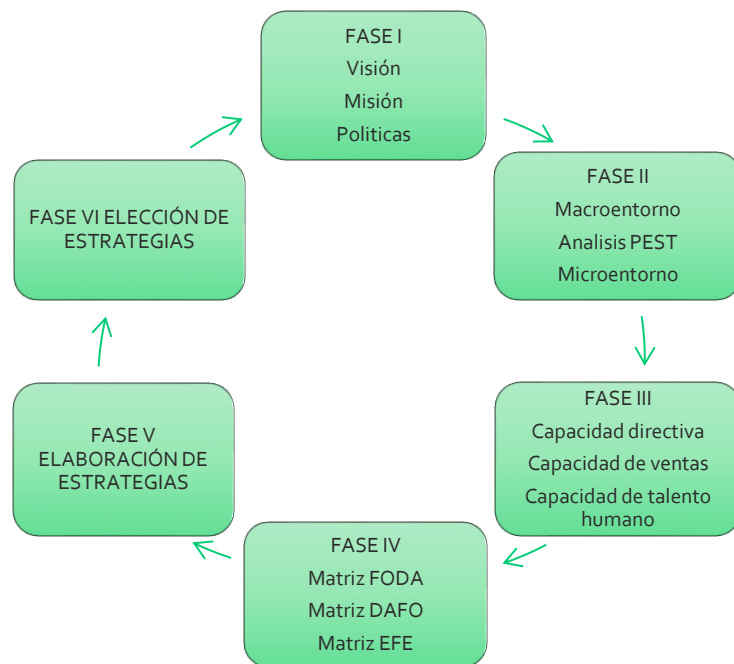 FASE I
Visión
Misión
Politicas
FASE II
Macroentorno
Analisis PEST
Microentorno
FASE III
Capacidad directiva
Capacidad de ventas
Capacidad de talento
humano
FASE IV
Matriz FODA
Matriz DAFO
Matriz EFE
FASE V
ELABORACIÓN DE
ESTRATEGIAS
FASE VI ELECCIÓN DE
ESTRATEGIAS